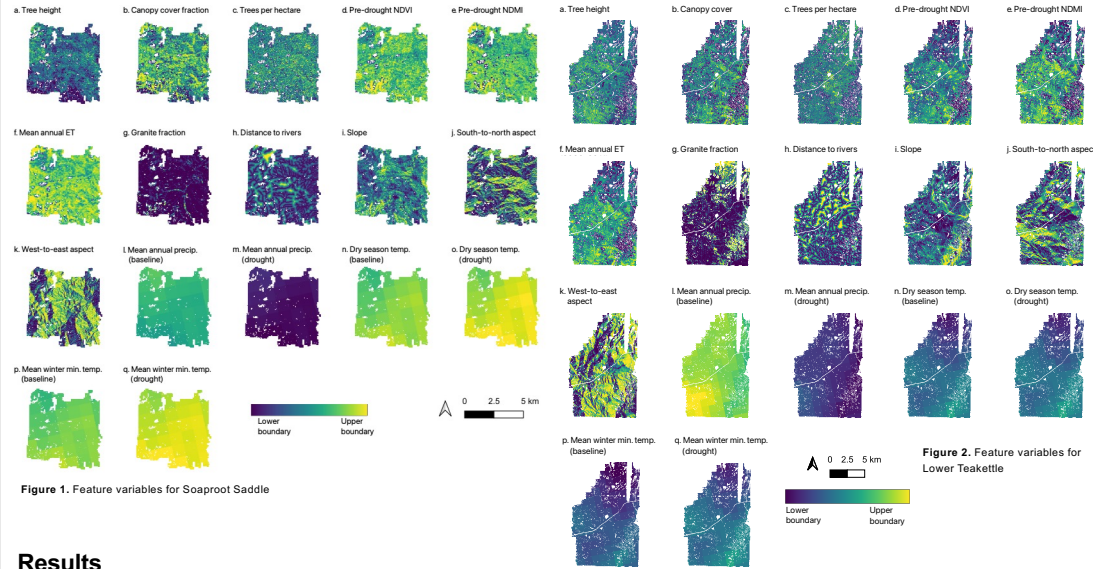 a. Tree height
b. Canopy cover fraction
c. Trees per hectare
d. Pre-drought NDVI
e. Pre-drought NDMI
f. Mean annual ET
g. Granite fraction
h. Distance to rivers
i. Slope
j. South-to-north aspect
k. West-to-east aspect
l. Mean annual precip.
(baseline)
m. Mean annual precip.
(drought)
n. Dry season temp.
(baseline)
o. Dry season temp.
(drought)
p. Mean winter min. temp.
(baseline)
q. Mean winter min. temp.
(drought)
Lower
boundary
Upper
boundary
0 2.5 5 km
Figure 1. Feature variables for Soaproot Saddle
Results
a. Tree height
b. Canopy cover
c. Trees per hectare
d. Pre-drought NDVI
e. Pre-drought NDMI
f. Mean annual ET
g. Granite fraction
h. Distance to rivers
i. Slope
j. South-to-north aspec
k. West-to-east
aspect
l. Mean annual precip.
(baseline)
m. Mean annual precip.
(drought)
n. Dry season temp.
(baseline)
o. Dry season temp.
(drought)
p. Mean winter min. temp.
(baseline)
q. Mean winter min. temp.
(drought)
0 2.5 5 km
Lower
boundary
Upper
boundary
Figure 2. Feature variables for
Lower Teakettle